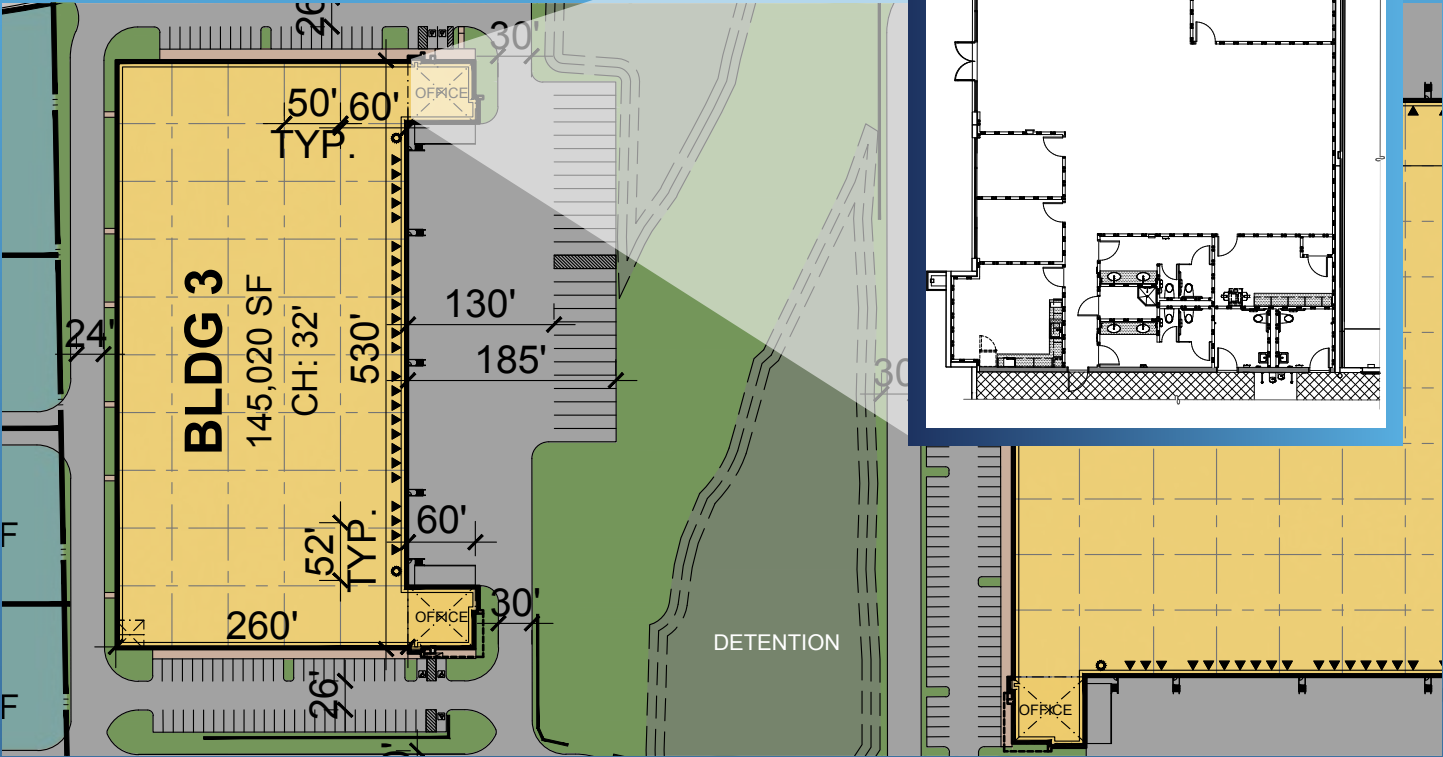 26'
30'
OFFICE
50'
60'
TYP.
BLDG 3
145,020 SF
CH: 32'
530'
130'
185'
24'
30'
60'
52'
TYP.
F
260'
OFFICE
30'
DETENTION
26'
F
OFFICE